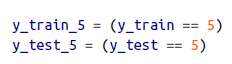 y_train_5 = (y_train == 5)
y_test_5 = (y_test == 5)